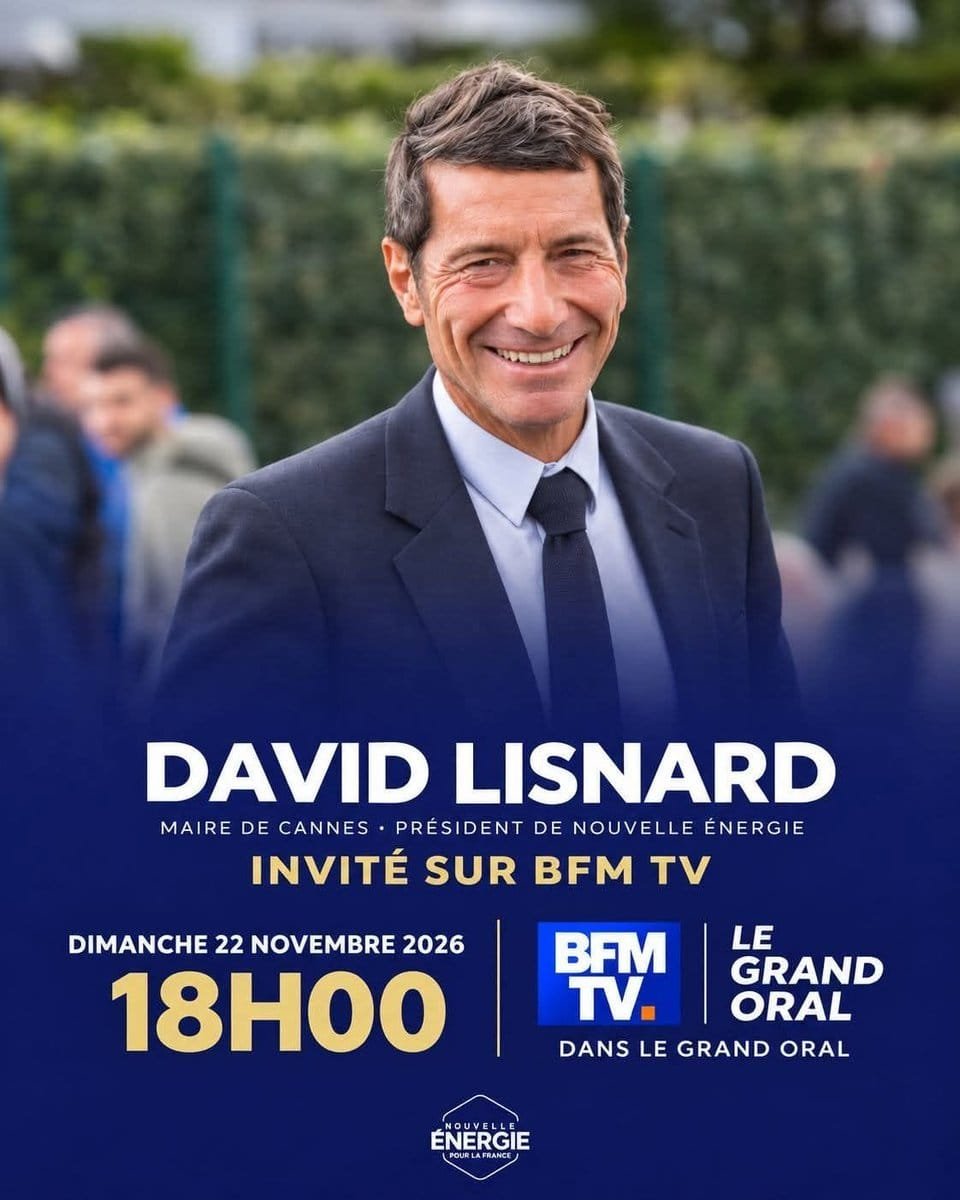 DAVID LISNARD
MAIRE DE CANNES • PRÉSIDENT DE NOUVELLE ÉNERGIE
INVITÉ SUR BFM TV
DIMANCHE 22 NOVEMBRE 2026
18H00
BFM
TV.
LE
GRAND
ORAL
DANS LE GRAND ORAL
NOUVELLE
ÉNERGIE
POUR LA FRANCE